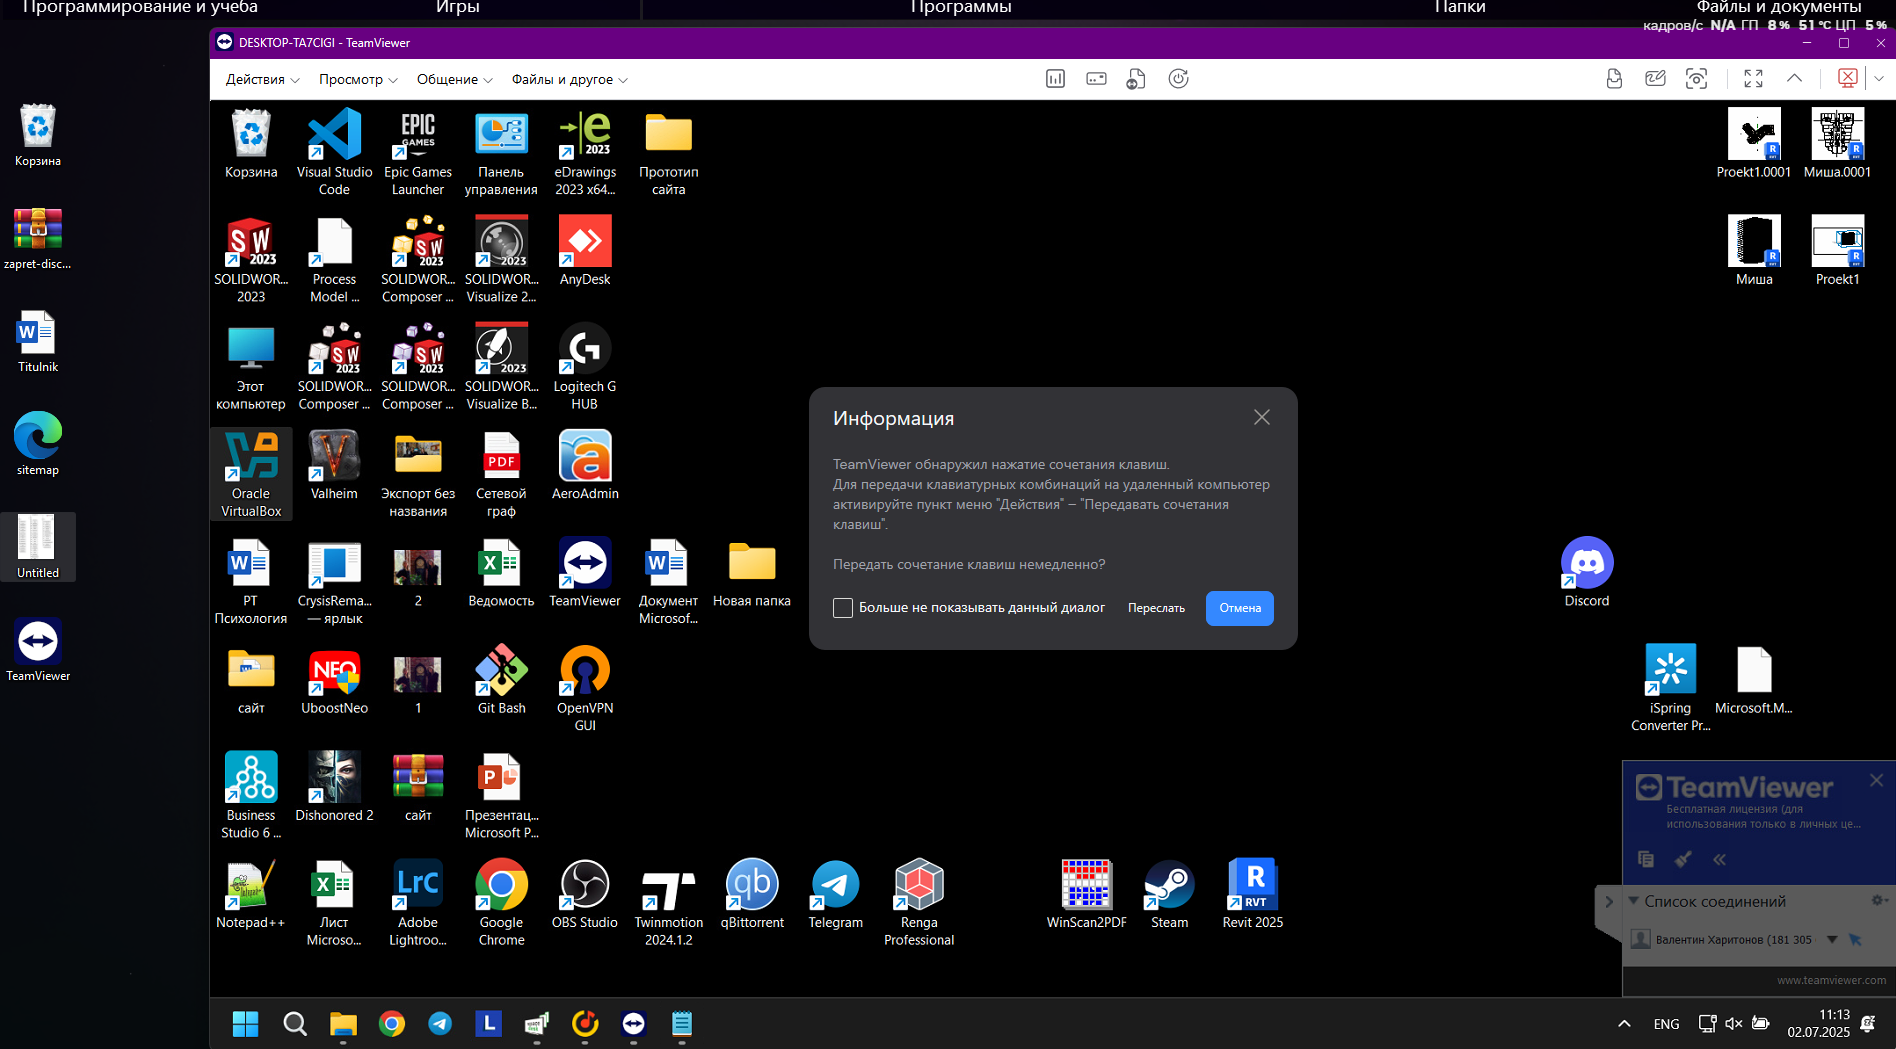 Программирование и учеба
Игры
Программы
Папки
Файлы и документы
кадров/с N/A ГП 8 % 51 °C ЦП 5 %
DESKTOP-TA7CIGI - TeamViewer
Действия
Просмотр
Общение
Файлы и другое
Корзина
zapret-disc...
Titulnik
sitemap
Untitled
TeamViewer
Корзина
Visual Studio
Code
EPIC
GAMES
Epic Games
Launcher
Панель
управления
2023
eDrawings
2023 x64...
Прототип
сайта
Proekt1.0001
Миша.0001
SOLIDWOR...
2023
Process
Model ...
SOLIDWOR...
Composer ...
SOLIDWOR...
Visualize 2...
AnyDesk
Миша
Proekt1
Этот
компьютер
SOLIDWOR...
Composer ...
SOLIDWOR...
Composer ...
SOLIDWOR...
Visualize B...
Logitech G
HUB
Oracle
VirtualBox
Valheim
Экспорт без
названия
PDF
Сетевой
граф
AeroAdmin
РТ
Психология
CrysisRema...
— ярлык
2
Ведомость
TeamViewer
Документ
Microsof...
Новая папка
Discord
сайт
NEO
UboostNeo
1
Git Bash
OpenVPN
GUI
iSpring
Converter Pr...
Microsoft.M...
Business
Studio 6 ...
Dishonored 2
сайт
Презентац...
Microsoft P...
Notepad++
Лист
Microso...
LrC
Adobe
Lightroo...
Google
Chrome
OBS Studio
Twinmotion
2024.1.2
qb
qBittorrent
Telegram
Renga
Professional
WinScan2PDF
Steam
R
RVT
Revit 2025
Информация
TeamViewer обнаружил нажатие сочетания клавиш.
Для передачи клавиатурных комбинаций на удаленный компьютер
активируйте пункт меню "Действия" – "Передавать сочетания
клавиш".
Передать сочетание клавиш немедленно?
Больше не показывать данный диалог
Переслать
Отмена
TeamViewer
Бесплатная лицензия (для
использования только в личных це...
Список соединений
Валентин Харитонов (181 305
www.teamviewer.com
ENG
11:13
02.07.2025